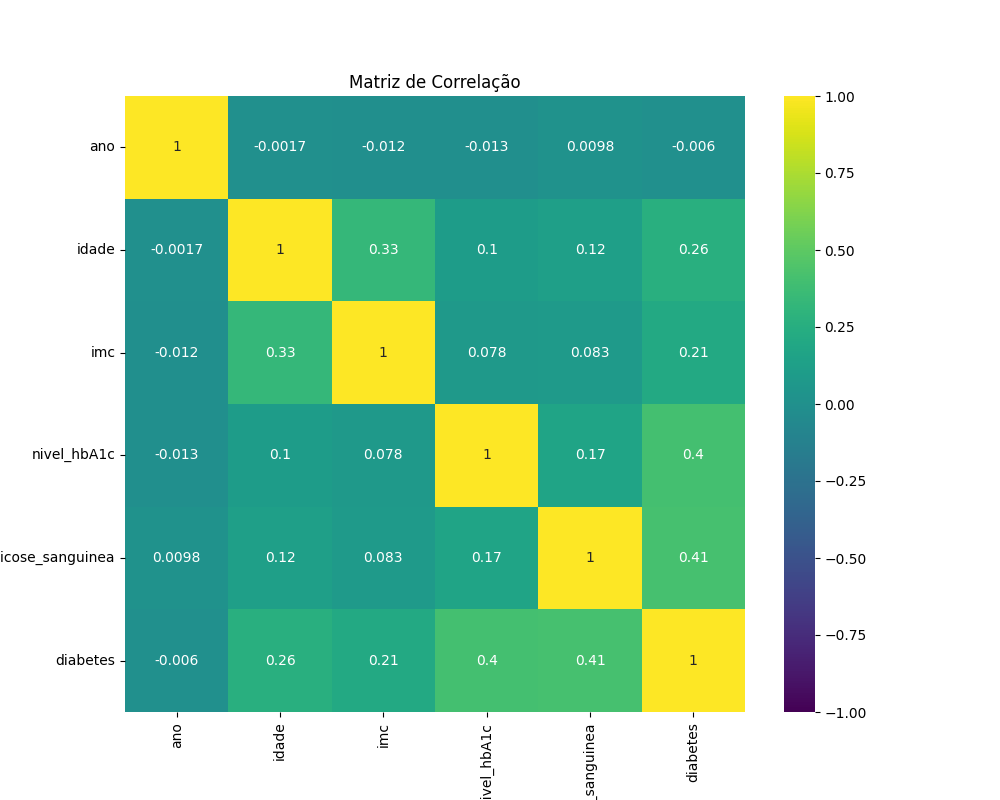 Matriz de Correlação
ano 1 -0.0017 -0.012 -0.013 0.0098 -0.006
idade -0.0017 1 0.33 0.1 0.12 0.26
imc -0.012 0.33 1 0.078 0.083 0.21
nivel_hbA1c -0.013 0.1 0.078 1 0.17 0.4
icose_sanguinea 0.0098 0.12 0.083 0.17 1 0.41
diabetes -0.006 0.26 0.21 0.4 0.41 1
ano idade imc ivel_hbA1c _sanguinea diabetes
1.00
0.75
0.50
0.25
0.00
−0.25
−0.50
−0.75
−1.00